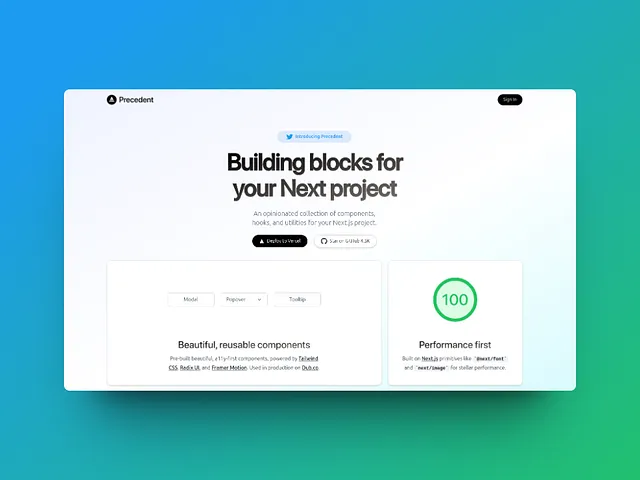 Precedent
Sign In
Introducing Precedent
Building blocks for
your Next project
An opinionated collection of components,
hooks, and utilities for your Next.js project.
Deploy to Vercel
Star on GitHub
Modal
Popover
Tooltip
100
Beautiful, reusable components
Pre-built beautiful, a11y-first components, powered by Tailwind
CSS, Radix UI, and Framer Motion. Used in production on Dub.co.
Performance first
Built on Next.js primitives like `@next/font`
and `next/image` for stellar performance.